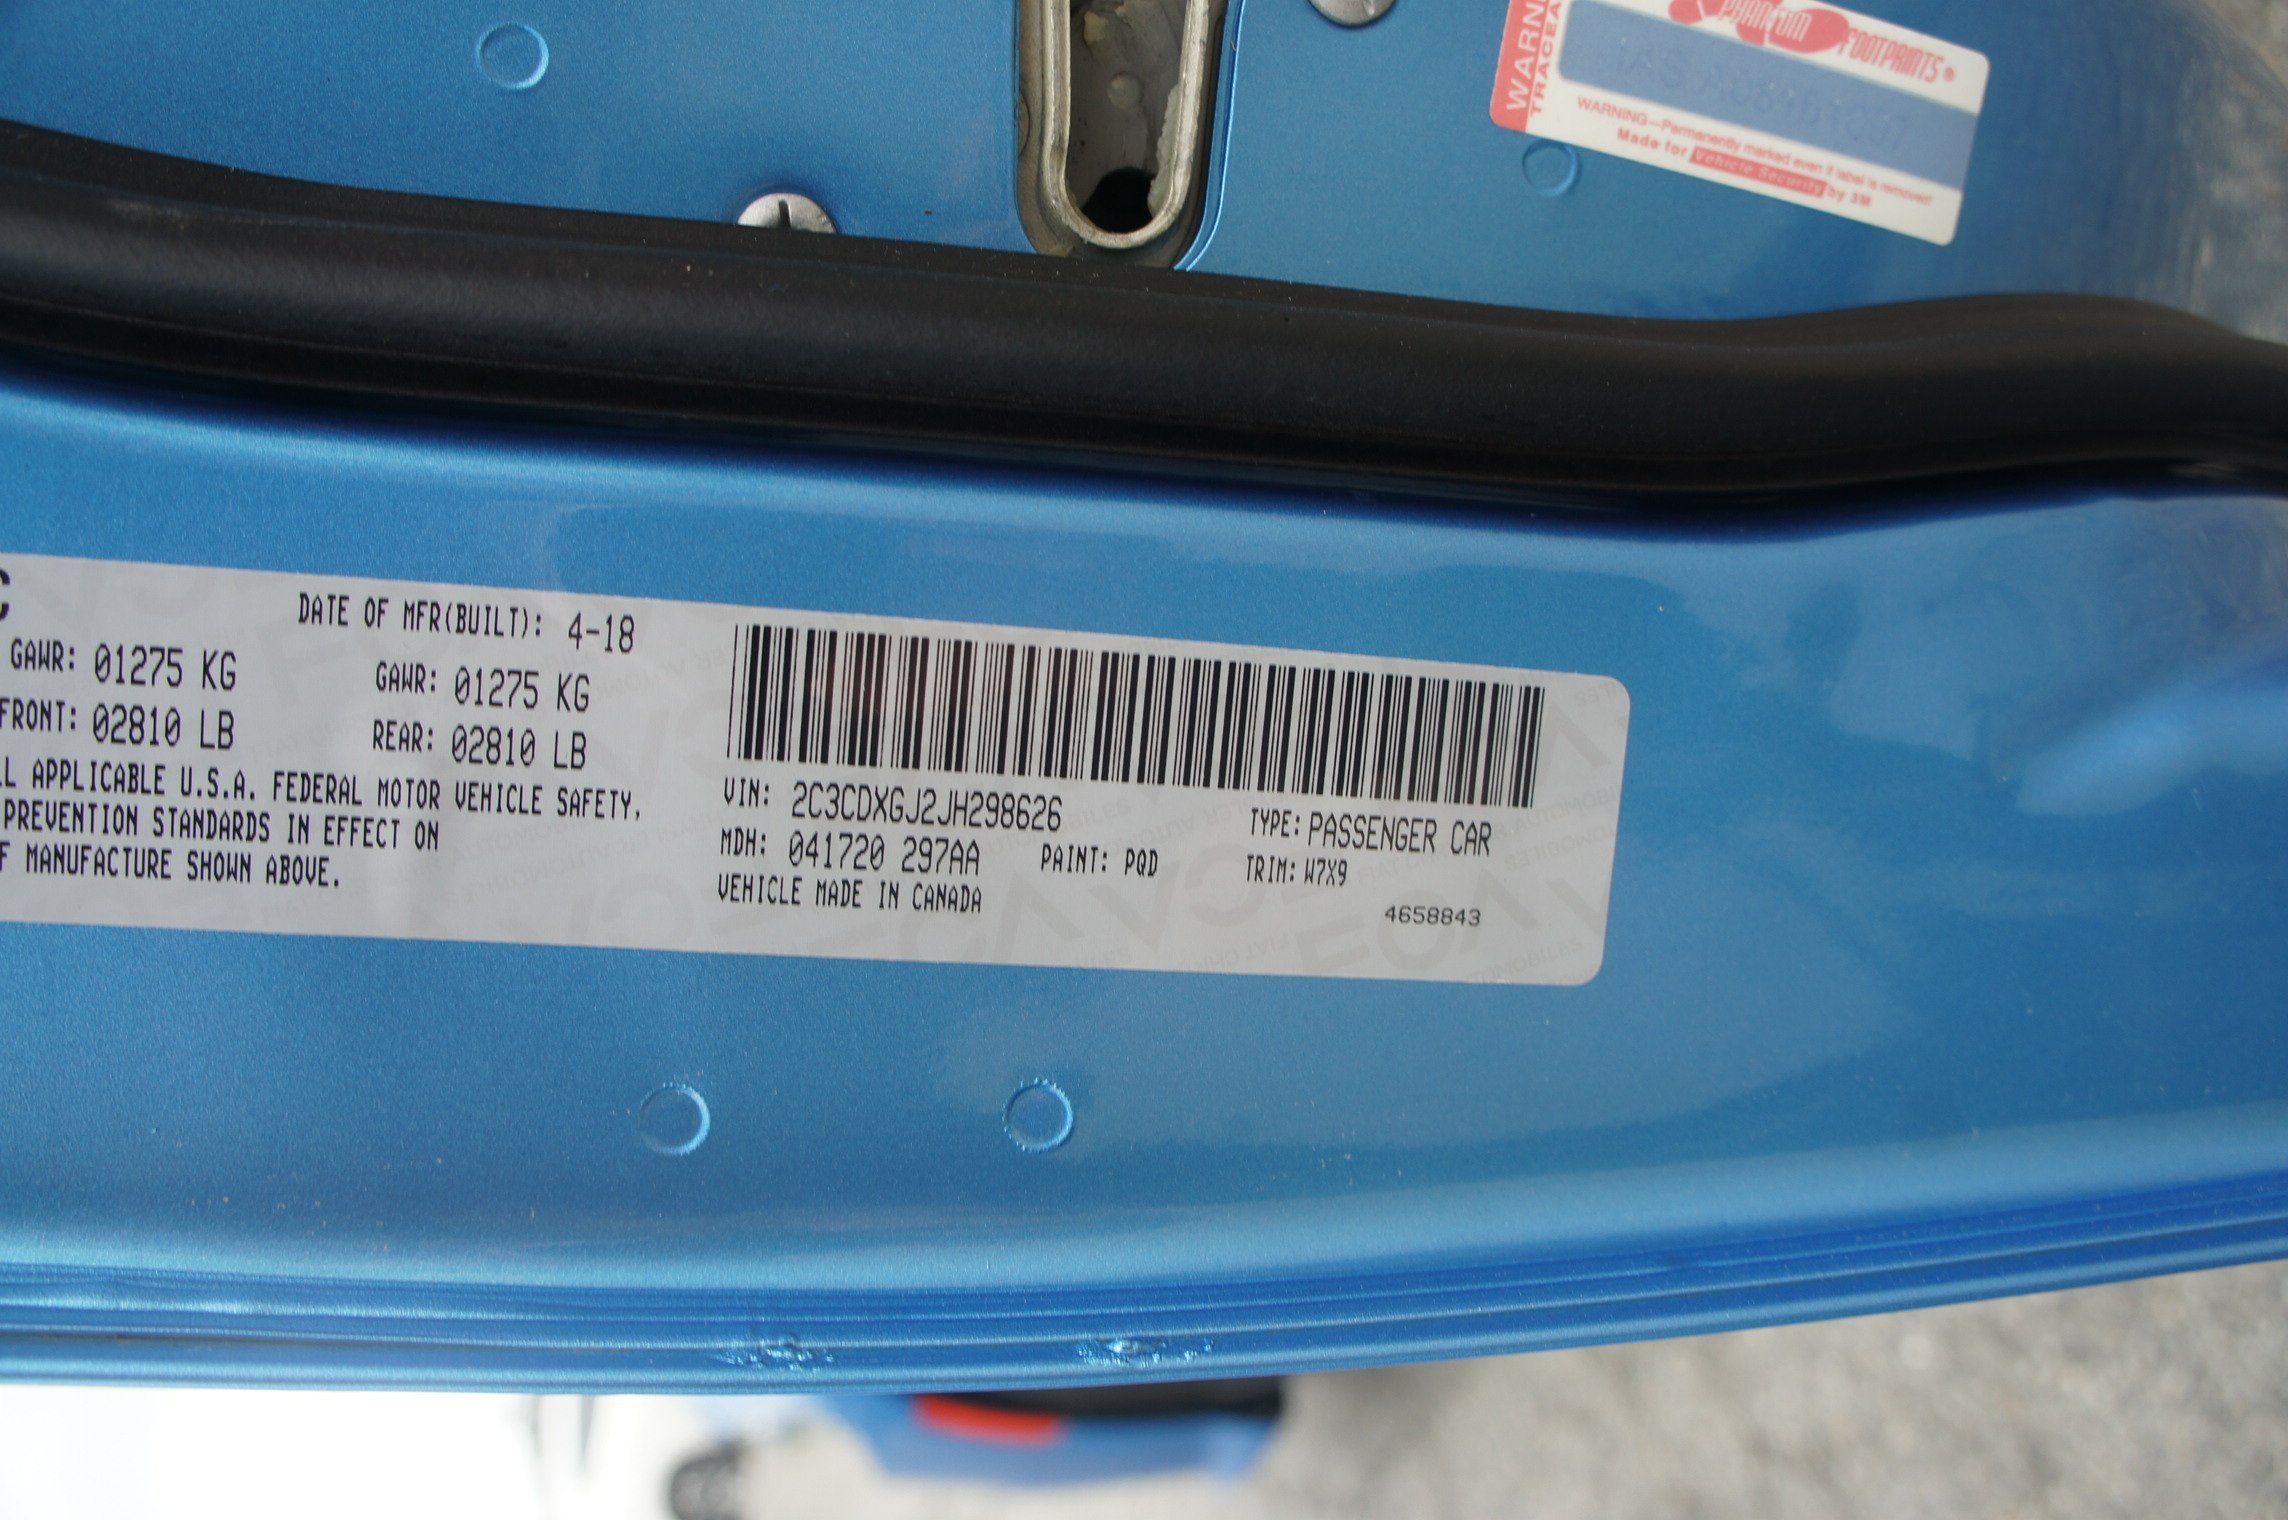 WARNI
TRACEA
PHANTOM FOOTPRINTS®
WARNING—Permanently marked even if label is removed!
Made for Vehicle Security by 3M
C
DATE OF MFR(BUILT): 4-18
GAWR: 01275 KG GAWR: 01275 KG
FRONT: 02810 LB REAR: 02810 LB
LL APPLICABLE U.S.A. FEDERAL MOTOR VEHICLE SAFETY,
PREVENTION STANDARDS IN EFFECT ON
F MANUFACTURE SHOWN ABOVE.
VIN: 2C3CDXGJ2JH298626 TYPE: PASSENGER CAR
MDH: 041720 297AA PAINT: PQD TRIM: W7X9
VEHICLE MADE IN CANADA
4658843